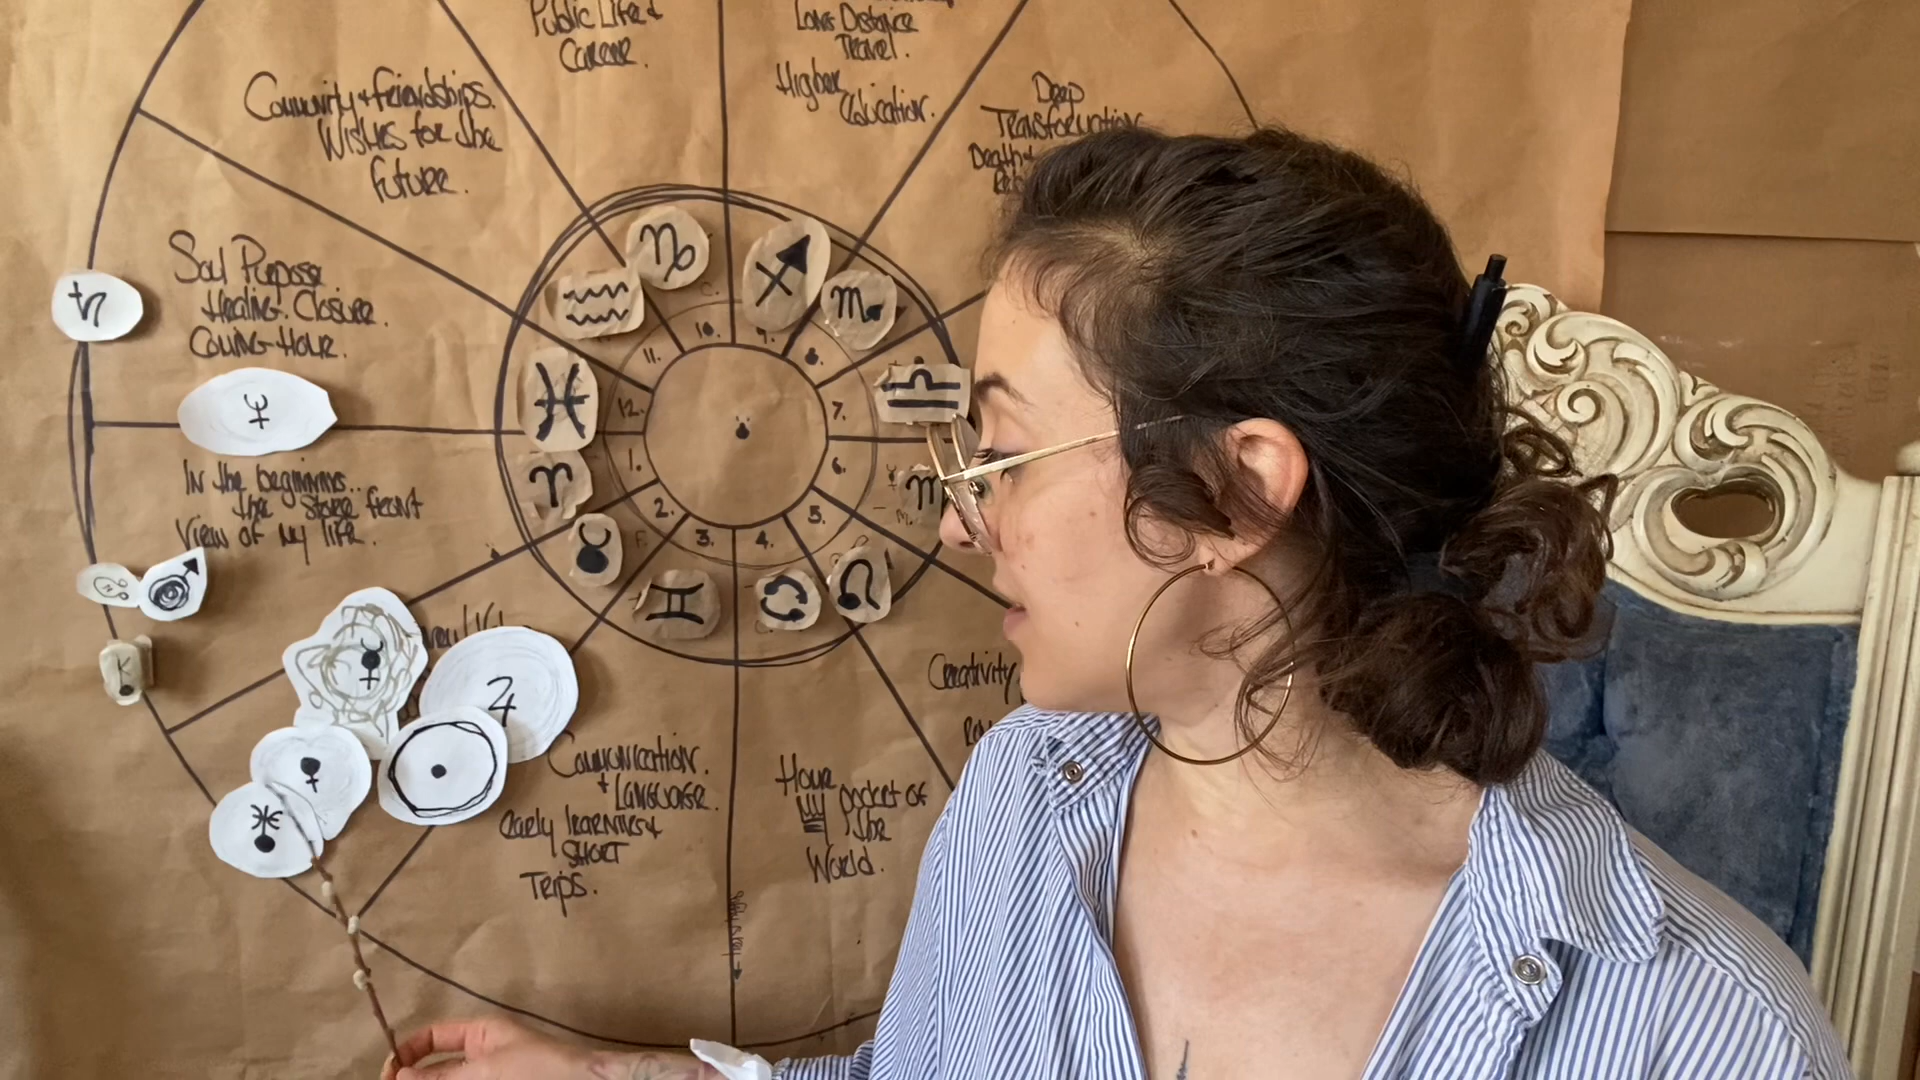 Public Life &
Career.
Long Distance
Travel.
Higher
Education.
Community & friendships.
Wishes for the
future.
Deep
Transformation
Death &
Soul Purpose
Healing. Closure.
Coming Home.
In the beginning...
the store front
view of my life.
10.
9.
11.
8.
12.
7.
1.
6.
2.
5.
3.
4.
K
Creativity
Communication.
& Language.
Early learning &
short
Trips.
Home
My pocket of
the
World.